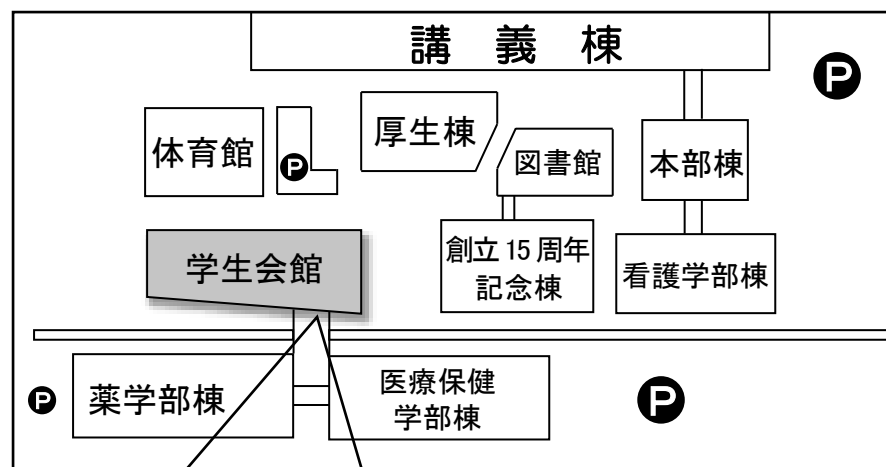 講義棟
P
体育館
P
厚生棟
図書館
本部棟
学生会館
創立15周年
記念棟
看護学部棟
P
薬学部棟
医療保健
学部棟
P